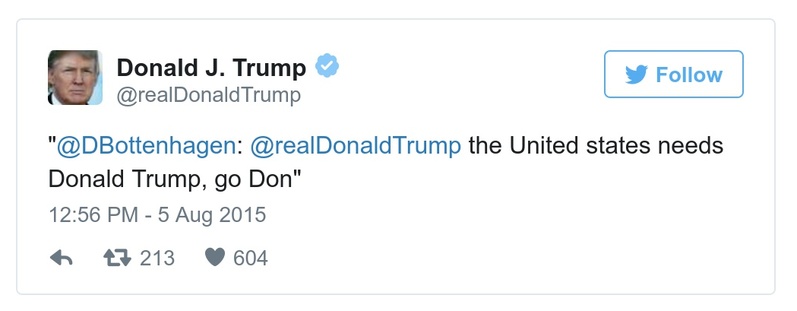 Donald J. Trump
@realDonaldTrump
Follow
"@DBottenhagen: @realDonaldTrump the United states needs
Donald Trump, go Don"
12:56 PM - 5 Aug 2015
213 604